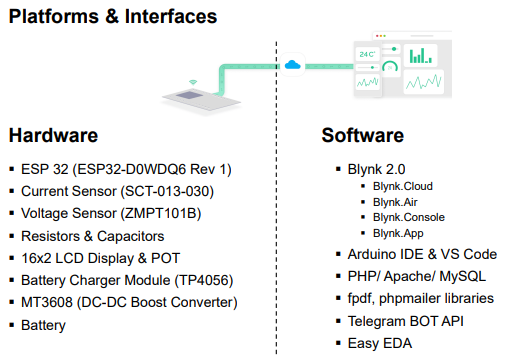 Platforms & Interfaces
24C°
Hardware
▪ ESP 32 (ESP32-D0WDQ6 Rev 1)
▪ Current Sensor (SCT-013-030)
▪ Voltage Sensor (ZMPT101B)
▪ Resistors & Capacitors
▪ 16x2 LCD Display & POT
▪ Battery Charger Module (TP4056)
▪ MT3608 (DC-DC Boost Converter)
▪ Battery
Software
▪ Blynk 2.0
▪ Blynk.Cloud
▪ Blynk.Air
▪ Blynk.Console
▪ Blynk.App
▪ Arduino IDE & VS Code
▪ PHP/ Apache/ MySQL
▪ fpdf, phpmailer libraries
▪ Telegram BOT API
▪ Easy EDA